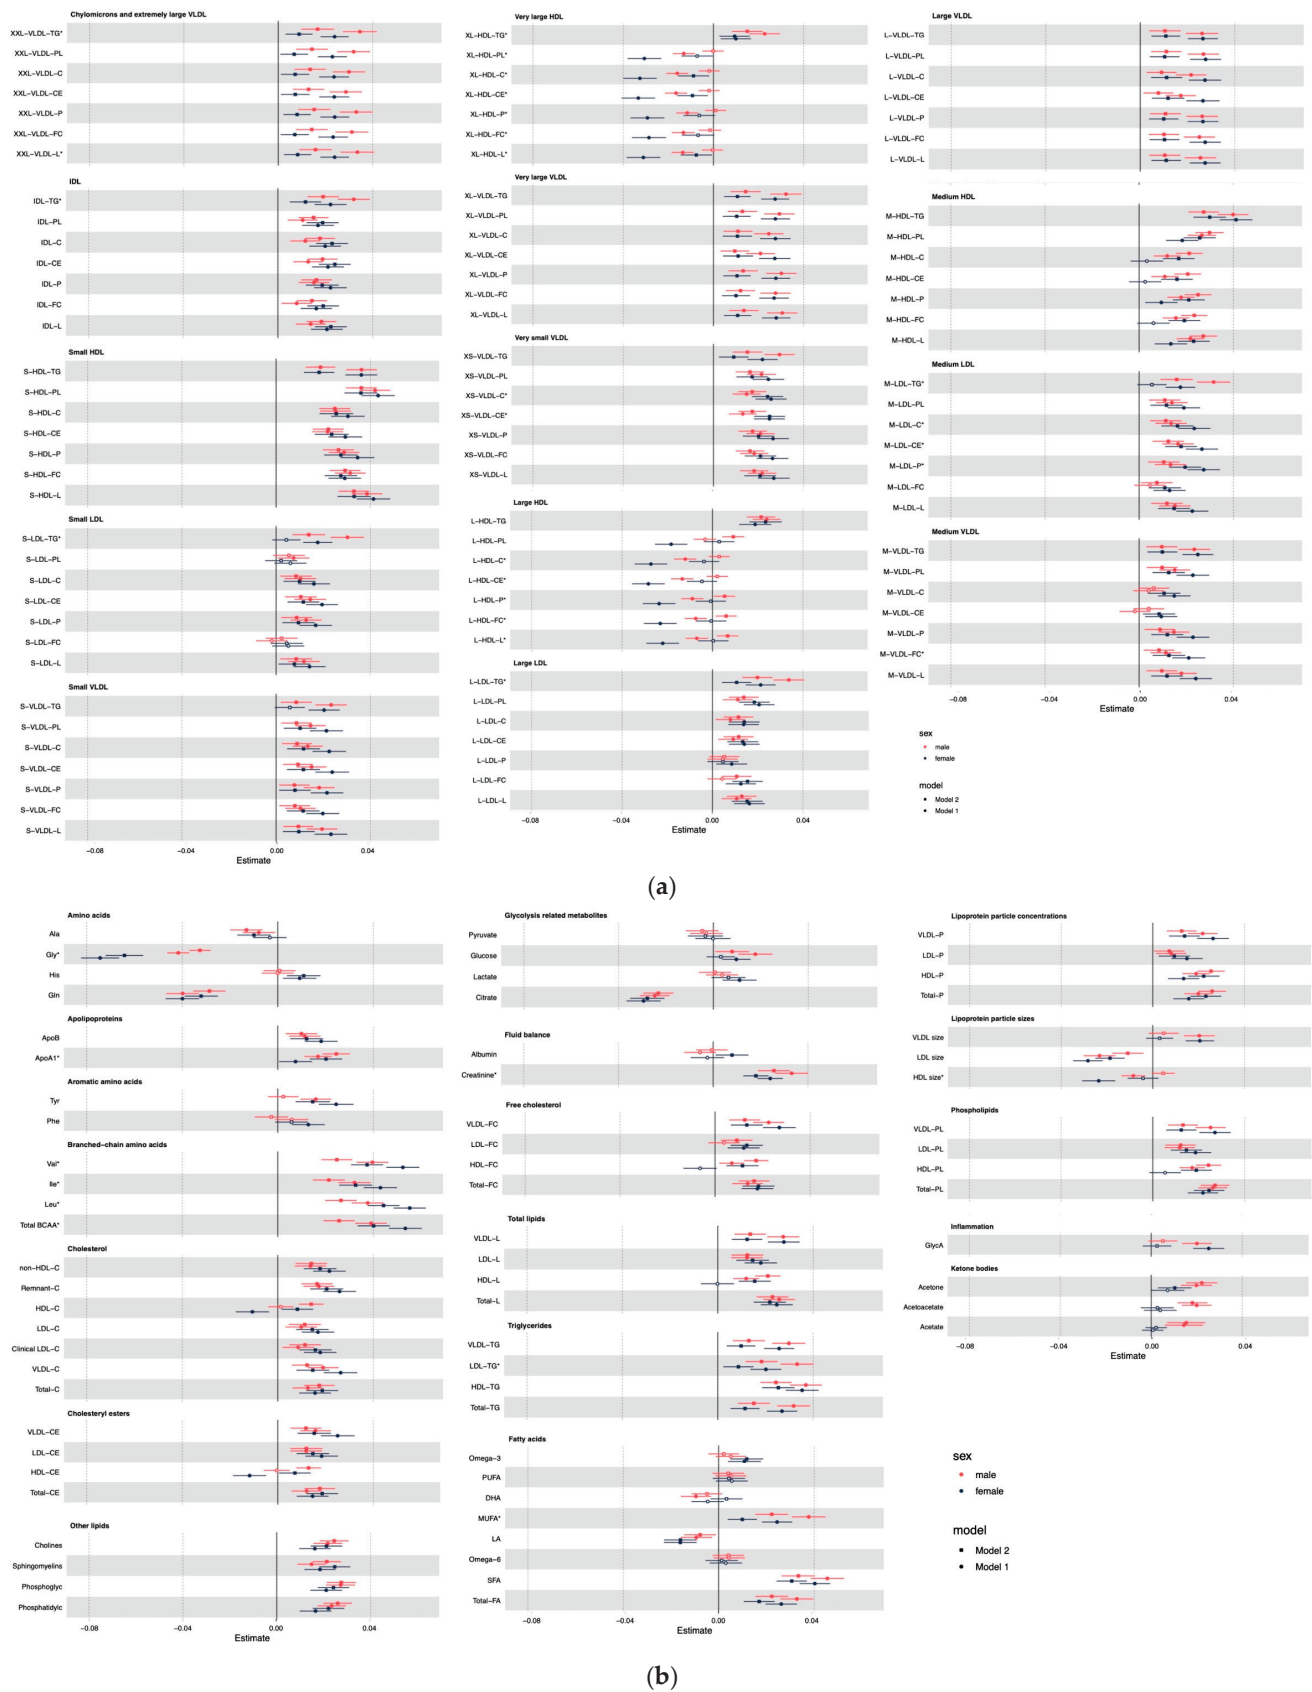 Chylomicrons and extremely large VLDL
XXL−VLDL−TG*
XXL−VLDL−PL
XXL−VLDL−C
XXL−VLDL−CE
XXL−VLDL−P
XXL−VLDL−FC
XXL−VLDL−L*
IDL
IDL−TG*
IDL−PL
IDL−C
IDL−CE
IDL−P
IDL−FC
IDL−L
Small HDL
S−HDL−TG
S−HDL−PL
S−HDL−C
S−HDL−CE
S−HDL−P
S−HDL−FC
S−HDL−L
Small LDL
S−LDL−TG*
S−LDL−PL
S−LDL−C
S−LDL−CE
S−LDL−P
S−LDL−FC
S−LDL−L
Small VLDL
S−VLDL−TG
S−VLDL−PL
S−VLDL−C
S−VLDL−CE
S−VLDL−P
S−VLDL−FC
S−VLDL−L
−0.08 −0.04 0.00 0.04
Estimate
Very large HDL
XL−HDL−TG*
XL−HDL−PL*
XL−HDL−C*
XL−HDL−CE*
XL−HDL−P*
XL−HDL−FC*
XL−HDL−L*
Very large VLDL
XL−VLDL−TG
XL−VLDL−PL
XL−VLDL−C
XL−VLDL−CE
XL−VLDL−P
XL−VLDL−FC
XL−VLDL−L
Very small VLDL
XS−VLDL−TG
XS−VLDL−PL
XS−VLDL−C*
XS−VLDL−CE*
XS−VLDL−P
XS−VLDL−FC
XS−VLDL−L
Large HDL
L−HDL−TG
L−HDL−PL
L−HDL−C*
L−HDL−CE*
L−HDL−P*
L−HDL−FC*
L−HDL−L*
Large LDL
L−LDL−TG*
L−LDL−PL
L−LDL−C
L−LDL−CE
L−LDL−P
L−LDL−FC
L−LDL−L
−0.08 −0.04 0.00 0.04
Estimate
Large VLDL
L−VLDL−TG
L−VLDL−PL
L−VLDL−C
L−VLDL−CE
L−VLDL−P
L−VLDL−FC
L−VLDL−L
Medium HDL
M−HDL−TG
M−HDL−PL
M−HDL−C
M−HDL−CE
M−HDL−P
M−HDL−FC
M−HDL−L
Medium LDL
M−LDL−TG*
M−LDL−PL
M−LDL−C*
M−LDL−CE*
M−LDL−P*
M−LDL−FC
M−LDL−L
Medium VLDL
M−VLDL−TG
M−VLDL−PL
M−VLDL−C
M−VLDL−CE
M−VLDL−P
M−VLDL−FC*
M−VLDL−L
−0.08 −0.04 0.00 0.04
Estimate
sex
male
female
model
Model 2
Model 1
(a)
Amino acids
Ala
Gly*
His
Gln
Apolipoproteins
ApoB
ApoA1*
Aromatic amino acids
Tyr
Phe
Branched−chain amino acids
Val*
Ile*
Leu*
Total BCAA*
Cholesterol
non−HDL−C
Remnant−C
HDL−C
LDL−C
Clinical LDL−C
VLDL−C
Total−C
Cholesteryl esters
VLDL−CE
LDL−CE
HDL−CE
Total−CE
Other lipids
Cholines
Sphingomyelins
Phosphoglyc
Phosphatidylc
−0.08 −0.04 0.00 0.04
Estimate
Glycolysis related metabolites
Pyruvate
Glucose
Lactate
Citrate
Fluid balance
Albumin
Creatinine*
Free cholesterol
VLDL−FC
LDL−FC
HDL−FC
Total−FC
Total lipids
VLDL−L
LDL−L
HDL−L
Total−L
Triglycerides
VLDL−TG
LDL−TG*
HDL−TG
Total−TG
Fatty acids
Omega−3
PUFA
DHA
MUFA*
LA
Omega−6
SFA
Total−FA
−0.08 −0.04 0.00 0.04
Estimate
Lipoprotein particle concentrations
VLDL−P
LDL−P
HDL−P
Total−P
Lipoprotein particle sizes
VLDL size
LDL size
HDL size*
Phospholipids
VLDL−PL
LDL−PL
HDL−PL
Total−PL
Inflammation
GlycA
Ketone bodies
Acetone
Acetoacetate
Acetate
−0.08 −0.04 0.00 0.04
Estimate
sex
male
female
model
Model 2
Model 1
(b)